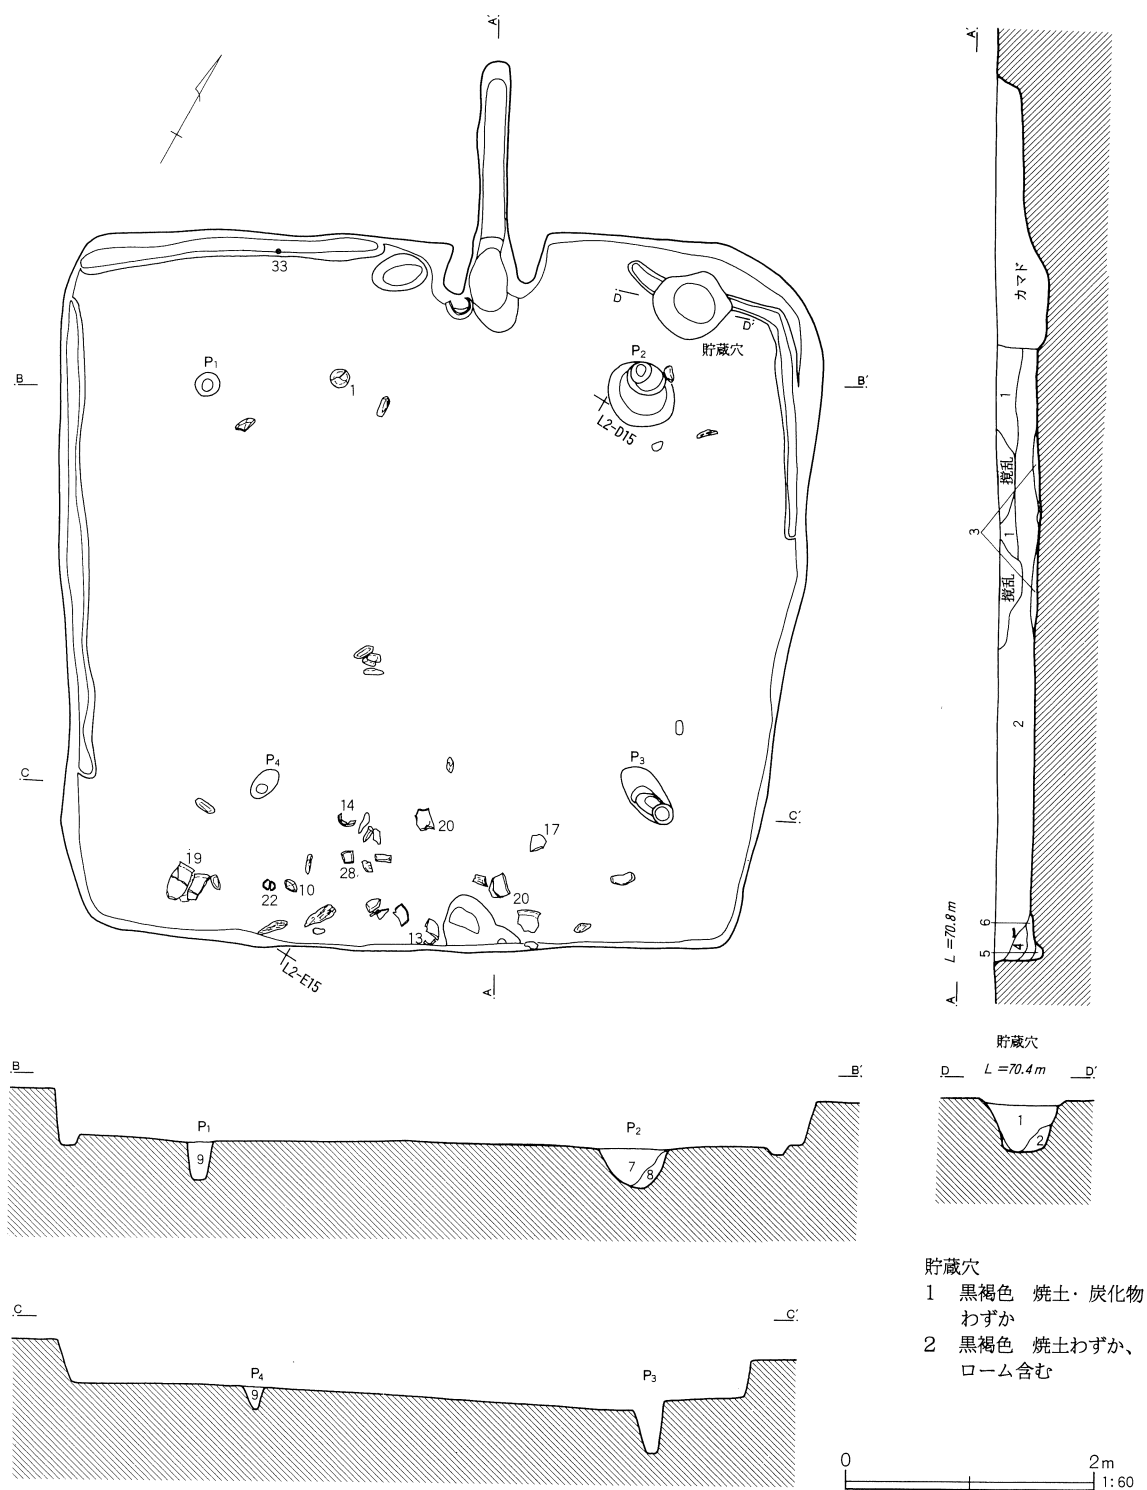 A′
A′
33
カマド
D
D′
貯蔵穴
P₁
P₂
B
B′
1
L2-D15
1
撹乱
3
1
撹乱
2
P₄
P₃
C
C′
14
20
17
19
28
22
10
20
13
L2-E15
A
A
L=70.8m
6
4
5
貯蔵穴
B
B′
D
L=70.4m
D′
P₁
P₂
1
2
9
7
8
貯蔵穴
1 黒褐色 焼土・炭化物
わずか
2 黒褐色 焼土わずか、
ローム含む
C
C′
P₄
P₃
9
0
2m
1:60